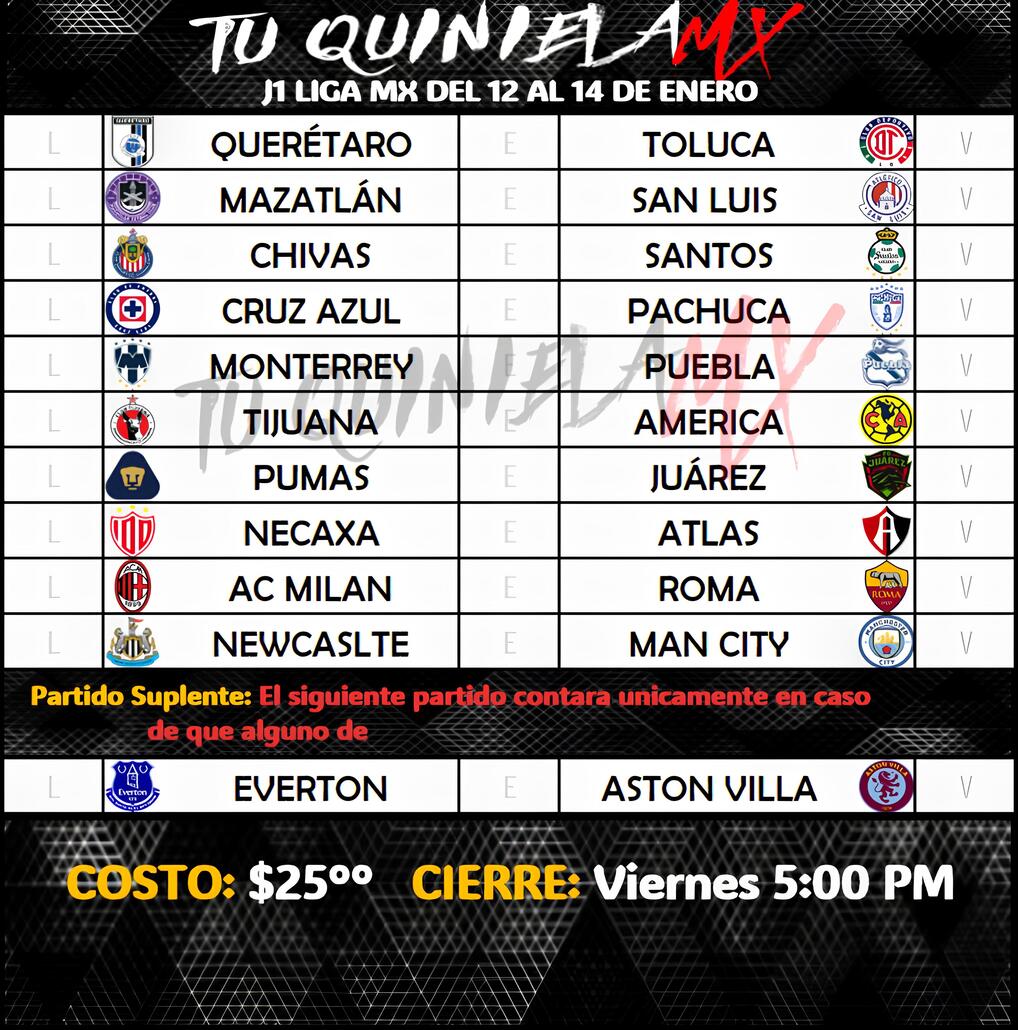 TU QUINIELAMX
J1 LIGA MX DEL 12 AL 14 DE ENERO
L QUERÉTARO E TOLUCA V
L MAZATLÁN E SAN LUIS V
L CHIVAS E SANTOS V
L CRUZ AZUL E PACHUCA V
L MONTERREY E PUEBLA V
L TIJUANA E AMERICA V
L PUMAS E JUÁREZ V
L NECAXA E ATLAS V
L AC MILAN E ROMA V
L NEWCASLTE E MAN CITY V
TU QUINIELAMX
Partido Suplente: El siguiente partido contara unicamente en caso
de que alguno de
L EVERTON E ASTON VILLA V
COSTO: $25°° CIERRE: Viernes 5:00 PM